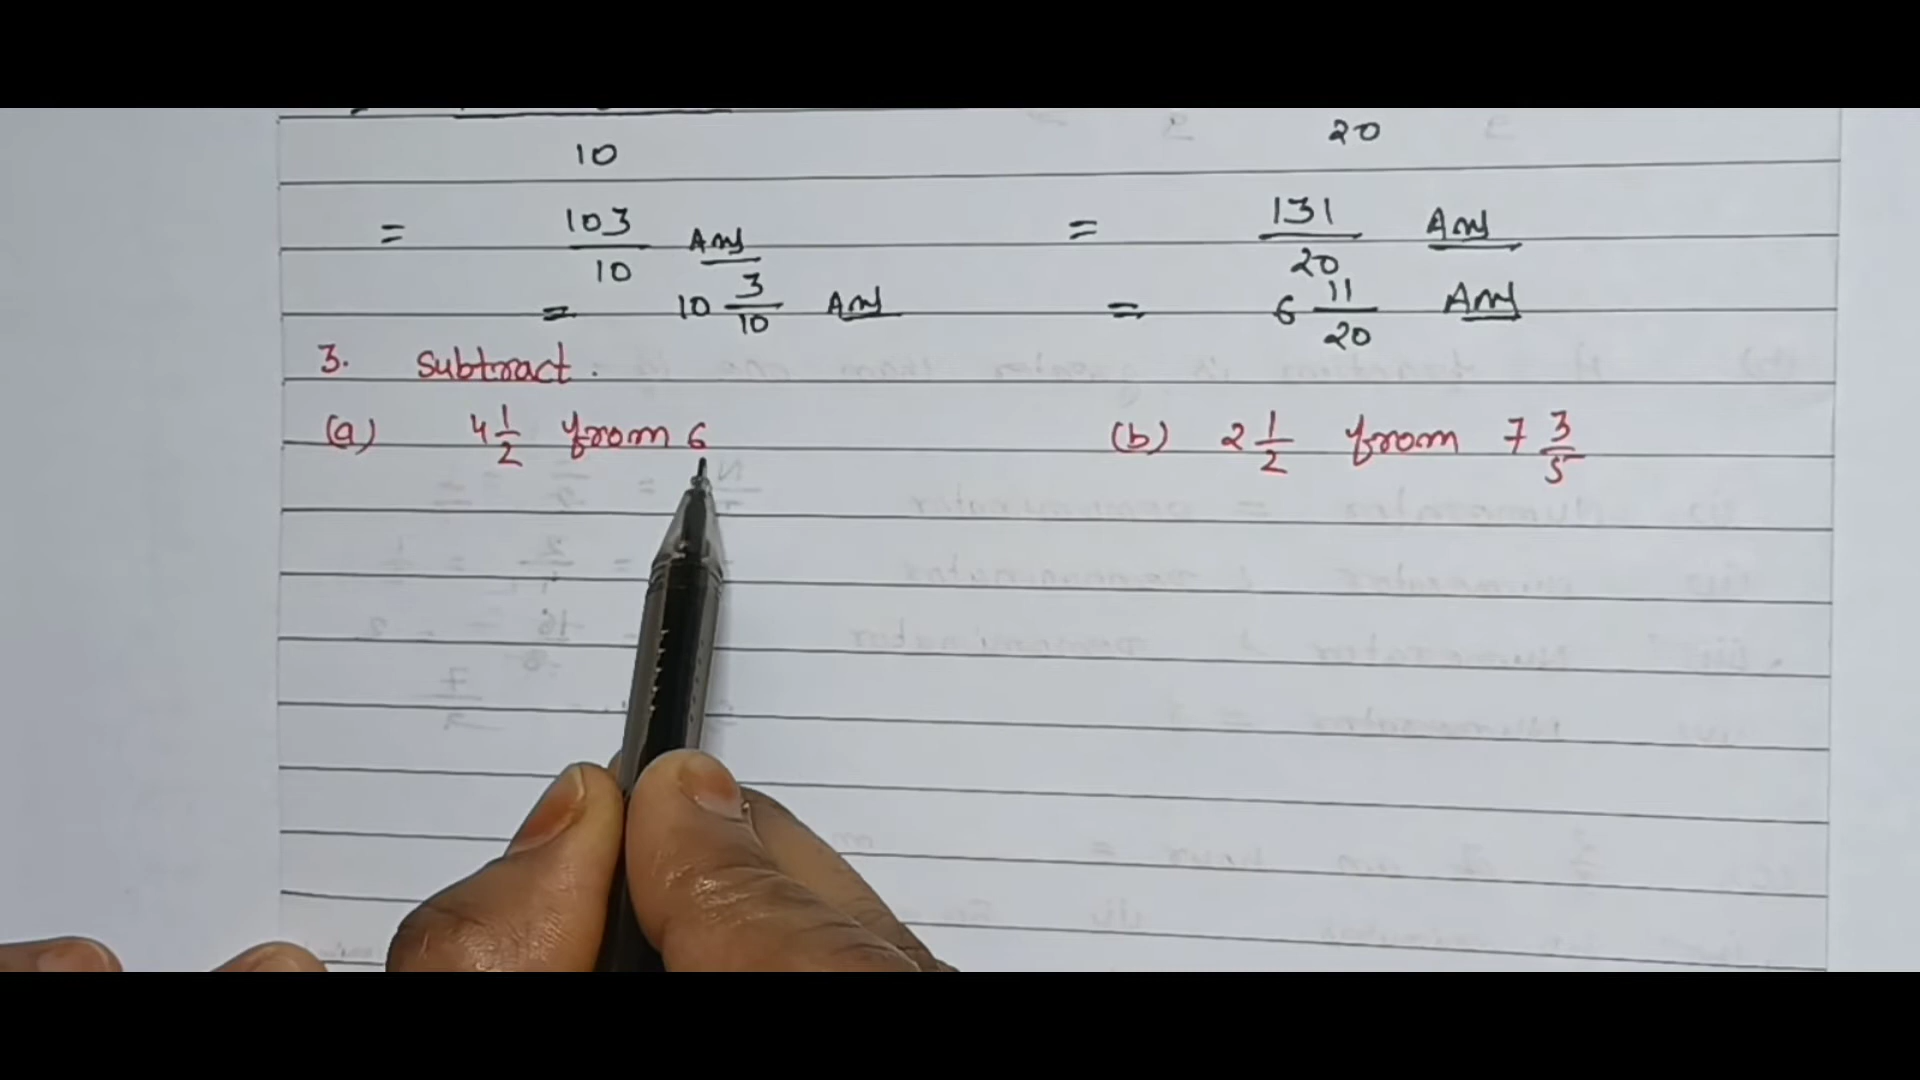 10 20
= 103/10 Ans = 131/20 Ans
= 10 3/10 Ans = 6 11/20 Ans
3. Subtract.
(a) 4 1/2 from 6 (b) 2 1/2 from 7 3/5